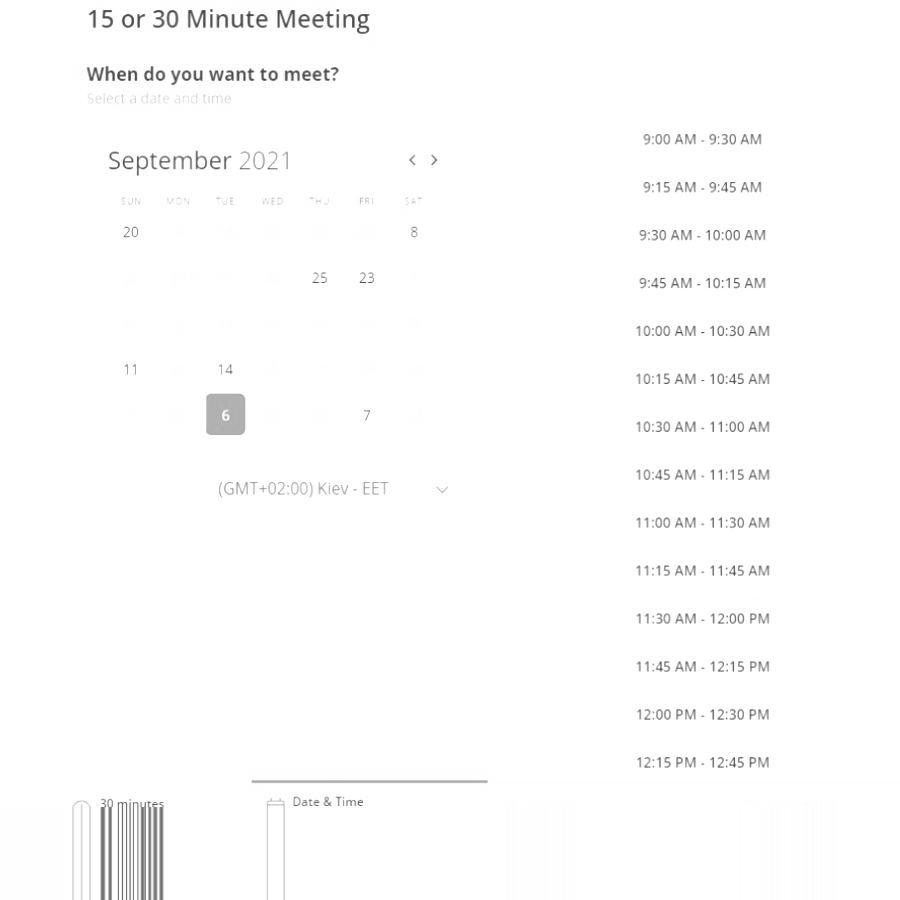 15 or 30 Minute Meeting
When do you want to meet?
Select a date and time
September 2021
SUN MON TUE WED THU FRI SAT
20 8
25 23
11 14
6 7
(GMT+02:00) Kiev - EET
9:00 AM - 9:30 AM
9:15 AM - 9:45 AM
9:30 AM - 10:00 AM
9:45 AM - 10:15 AM
10:00 AM - 10:30 AM
10:15 AM - 10:45 AM
10:30 AM - 11:00 AM
10:45 AM - 11:15 AM
11:00 AM - 11:30 AM
11:15 AM - 11:45 AM
11:30 AM - 12:00 PM
11:45 AM - 12:15 PM
12:00 PM - 12:30 PM
12:15 PM - 12:45 PM
30 minutes
Date & Time